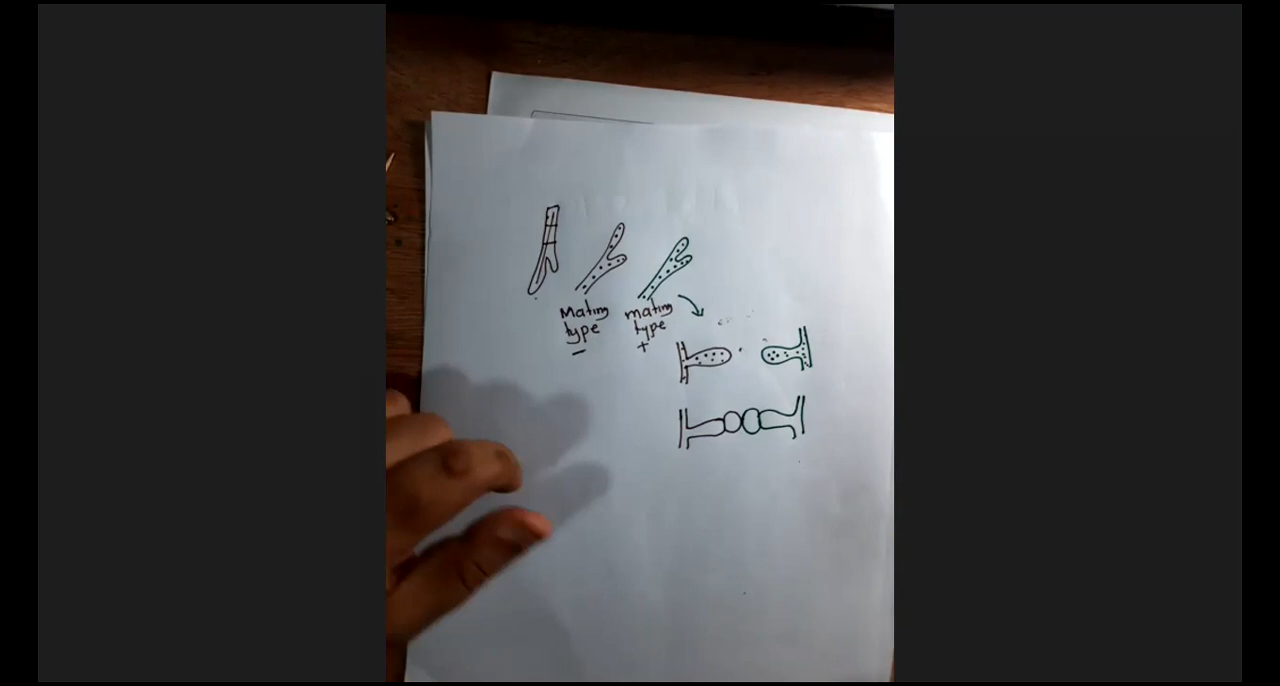 Mating
type
–
mating
type
+